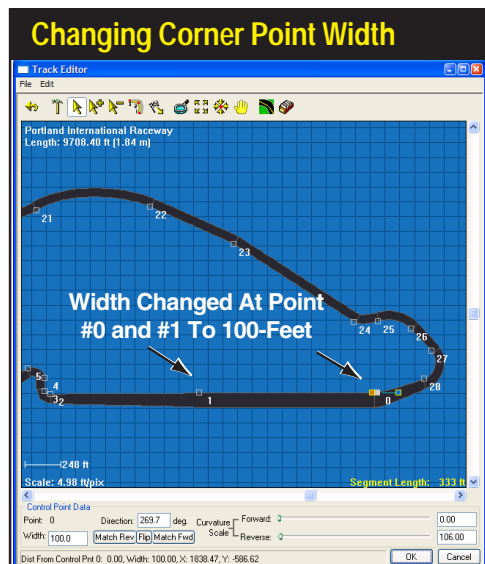 Changing Corner Point Width
Track Editor
File Edit
Portland International Raceway
Length: 9708.40 ft (1.84 m)
21
22
23
Width Changed At Point
#0 and #1 To 100-Feet
24 25
26
27
28
5
4
3 2
1
0
248 ft
Scale: 4.98 ft/pix
Segment Length: 333 ft
Control Point Data
Point: 0 Direction: 269.7 deg. Curvature Scale Forward: 0.00
Width: 100.0 Match Rev Flip Match Fwd Reverse: 106.00
Dist From Control Pnt 0: 0.00, Width: 100.00, X: 1838.47, Y: -586.62
OK Cancel